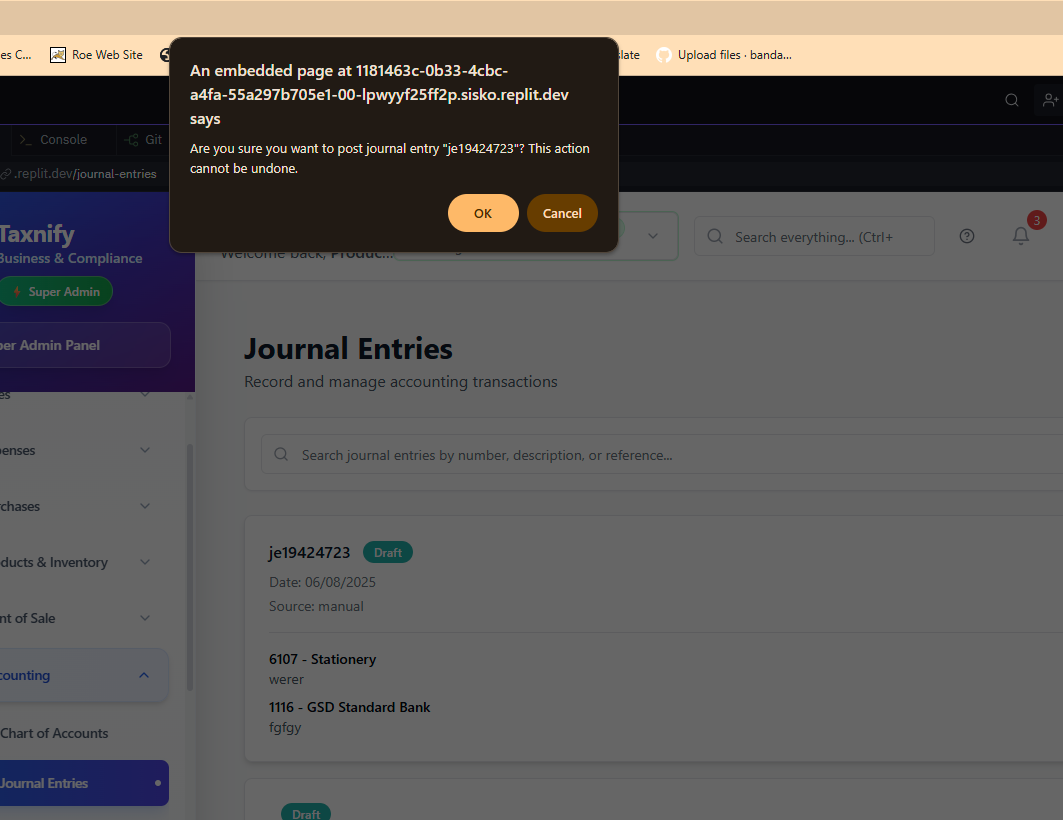 es C...
Roe Web Site
slate
Upload files · banda...
An embedded page at 1181463c-0b33-4cbc-
a4fa-55a297b705e1-00-lpwyyf25ff2p.sisko.replit.dev
says
Are you sure you want to post journal entry "je19424723"? This action
cannot be undone.
OK
Cancel
Console
Git
.replit.dev/journal-entries
Taxnify
Business & Compliance
Super Admin
per Admin Panel
Welcome back, Produc...
Search everything... (Ctrl+
3
Journal Entries
Record and manage accounting transactions
es
penses
Search journal entries by number, description, or reference...
rchases
ducts & Inventory
nt of Sale
counting
Chart of Accounts
Journal Entries
je19424723
Draft
Date: 06/08/2025
Source: manual
6107 - Stationery
werer
1116 - GSD Standard Bank
fgfgy
Draft